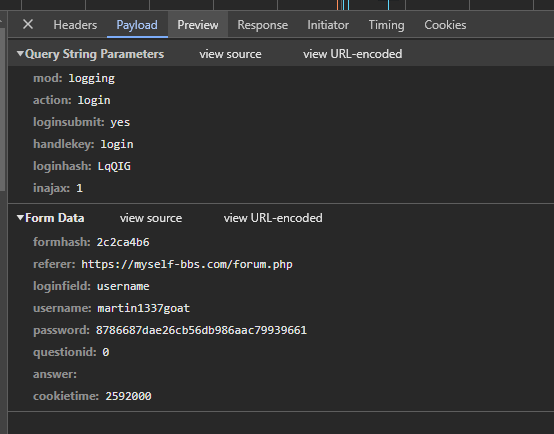 Headers Payload Preview Response Initiator Timing Cookies
Query String Parameters view source view URL-encoded
mod: logging
action: login
loginsubmit: yes
handlekey: login
loginhash: LqQIG
inajax: 1
Form Data view source view URL-encoded
formhash: 2c2ca4b6
referer: https://myself-bbs.com/forum.php
loginfield: username
username: martin1337goat
password: 8786687dae26cb56db986aac79939661
questionid: 0
answer:
cookietime: 2592000